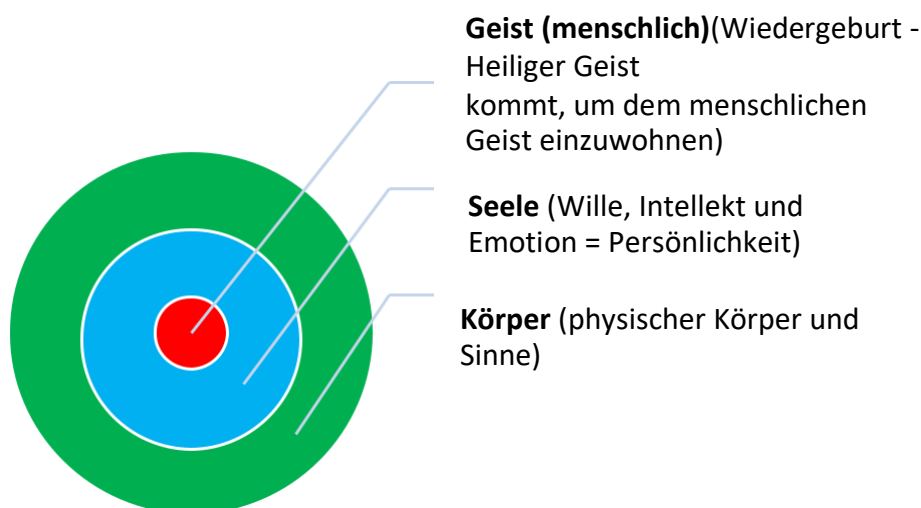 Geist (menschlich)(Wiedergeburt -
Heiliger Geist
kommt, um dem menschlichen
Geist einzuwohnen)
Seele (Wille, Intellekt und
Emotion = Persönlichkeit)
Körper (physischer Körper und
Sinne)